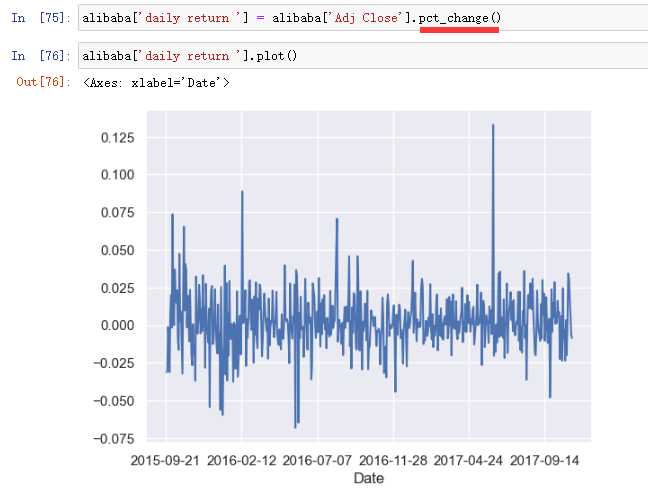 In [75]: alibaba['daily return '] = alibaba['Adj Close'].pct_change()
In [76]: alibaba['daily return '].plot()
Out[76]: <Axes: xlabel='Date'>
0.125
0.100
0.075
0.050
0.025
0.000
−0.025
−0.050
−0.075
2015-09-21 2016-02-12 2016-07-07 2016-11-28 2017-04-24 2017-09-14
Date